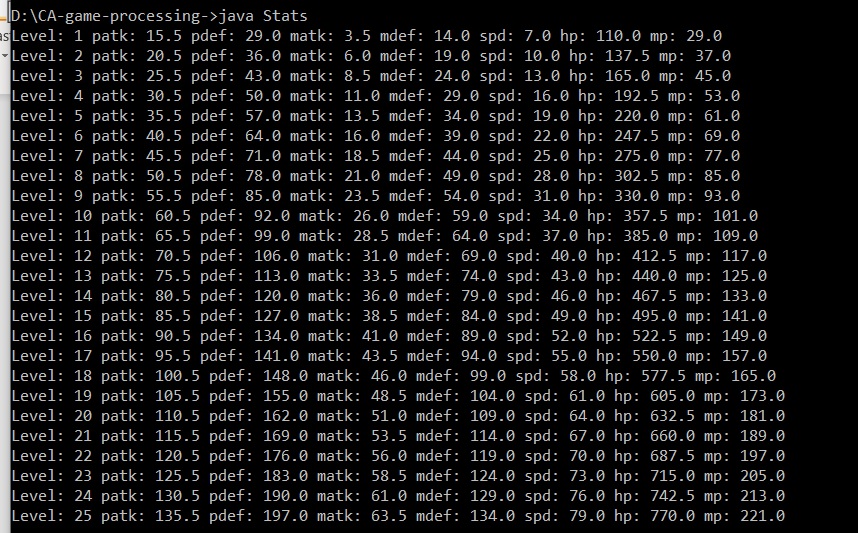 D:\CA-game-processing->java Stats
Level: 1 patk: 15.5 pdef: 29.0 matk: 3.5 mdef: 14.0 spd: 7.0 hp: 110.0 mp: 29.0
Level: 2 patk: 20.5 pdef: 36.0 matk: 6.0 mdef: 19.0 spd: 10.0 hp: 137.5 mp: 37.0
Level: 3 patk: 25.5 pdef: 43.0 matk: 8.5 mdef: 24.0 spd: 13.0 hp: 165.0 mp: 45.0
Level: 4 patk: 30.5 pdef: 50.0 matk: 11.0 mdef: 29.0 spd: 16.0 hp: 192.5 mp: 53.0
Level: 5 patk: 35.5 pdef: 57.0 matk: 13.5 mdef: 34.0 spd: 19.0 hp: 220.0 mp: 61.0
Level: 6 patk: 40.5 pdef: 64.0 matk: 16.0 mdef: 39.0 spd: 22.0 hp: 247.5 mp: 69.0
Level: 7 patk: 45.5 pdef: 71.0 matk: 18.5 mdef: 44.0 spd: 25.0 hp: 275.0 mp: 77.0
Level: 8 patk: 50.5 pdef: 78.0 matk: 21.0 mdef: 49.0 spd: 28.0 hp: 302.5 mp: 85.0
Level: 9 patk: 55.5 pdef: 85.0 matk: 23.5 mdef: 54.0 spd: 31.0 hp: 330.0 mp: 93.0
Level: 10 patk: 60.5 pdef: 92.0 matk: 26.0 mdef: 59.0 spd: 34.0 hp: 357.5 mp: 101.0
Level: 11 patk: 65.5 pdef: 99.0 matk: 28.5 mdef: 64.0 spd: 37.0 hp: 385.0 mp: 109.0
Level: 12 patk: 70.5 pdef: 106.0 matk: 31.0 mdef: 69.0 spd: 40.0 hp: 412.5 mp: 117.0
Level: 13 patk: 75.5 pdef: 113.0 matk: 33.5 mdef: 74.0 spd: 43.0 hp: 440.0 mp: 125.0
Level: 14 patk: 80.5 pdef: 120.0 matk: 36.0 mdef: 79.0 spd: 46.0 hp: 467.5 mp: 133.0
Level: 15 patk: 85.5 pdef: 127.0 matk: 38.5 mdef: 84.0 spd: 49.0 hp: 495.0 mp: 141.0
Level: 16 patk: 90.5 pdef: 134.0 matk: 41.0 mdef: 89.0 spd: 52.0 hp: 522.5 mp: 149.0
Level: 17 patk: 95.5 pdef: 141.0 matk: 43.5 mdef: 94.0 spd: 55.0 hp: 550.0 mp: 157.0
Level: 18 patk: 100.5 pdef: 148.0 matk: 46.0 mdef: 99.0 spd: 58.0 hp: 577.5 mp: 165.0
Level: 19 patk: 105.5 pdef: 155.0 matk: 48.5 mdef: 104.0 spd: 61.0 hp: 605.0 mp: 173.0
Level: 20 patk: 110.5 pdef: 162.0 matk: 51.0 mdef: 109.0 spd: 64.0 hp: 632.5 mp: 181.0
Level: 21 patk: 115.5 pdef: 169.0 matk: 53.5 mdef: 114.0 spd: 67.0 hp: 660.0 mp: 189.0
Level: 22 patk: 120.5 pdef: 176.0 matk: 56.0 mdef: 119.0 spd: 70.0 hp: 687.5 mp: 197.0
Level: 23 patk: 125.5 pdef: 183.0 matk: 58.5 mdef: 124.0 spd: 73.0 hp: 715.0 mp: 205.0
Level: 24 patk: 130.5 pdef: 190.0 matk: 61.0 mdef: 129.0 spd: 76.0 hp: 742.5 mp: 213.0
Level: 25 patk: 135.5 pdef: 197.0 matk: 63.5 mdef: 134.0 spd: 79.0 hp: 770.0 mp: 221.0